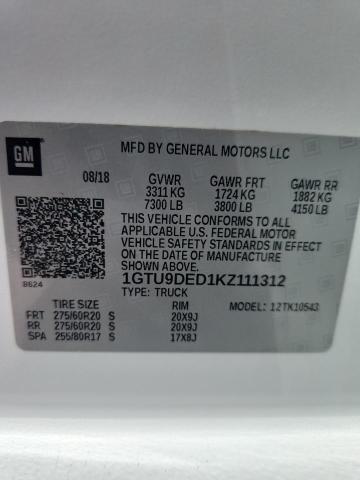 GM
MFD BY GENERAL MOTORS LLC
08/18 GVWR GAWR FRT GAWR RR
3311 KG 1724 KG 1882 KG
7300 LB 3800 LB 4150 LB
THIS VEHICLE CONFORMS TO ALL
APPLICABLE U.S. FEDERAL MOTOR
VEHICLE SAFETY STANDARDS IN EFFECT
ON THE DATE OF MANUFACTURE
SHOWN ABOVE.
8624 1GTU9DED1KZ111312
TYPE: TRUCK
TIRE SIZE RIM MODEL: 1ZTK10543
FRT 275/60R20 S 20X9J
RR 275/60R20 S 20X9J
SPA 255/80R17 S 17X8J